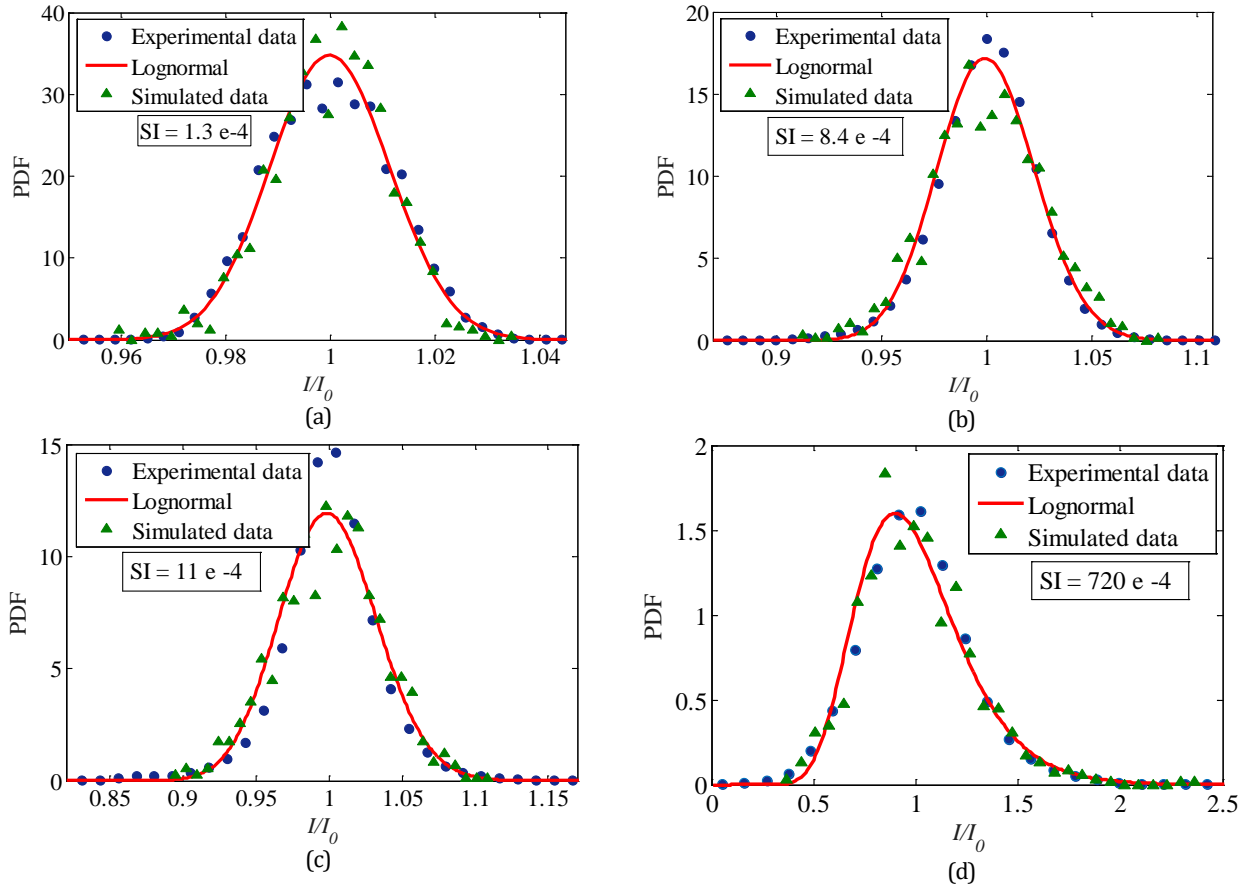 40
30
20
10
0
PDF
Experimental data
Lognormal
Simulated data
SI = 1.3 e-4
0.96
0.98
1
1.02
1.04
I/I0
(a)
20
15
10
5
0
PDF
Experimental data
Lognormal
Simulated data
SI = 8.4 e -4
0.9
0.95
1
1.05
1.1
I/I0
(b)
15
10
5
0
PDF
Experimental data
Lognormal
Simulated data
SI = 11 e -4
0.85
0.9
0.95
1
1.05
1.1
1.15
I/I0
(c)
2
1.5
1
0.5
0
PDF
Experimental data
Lognormal
Simulated data
SI = 720 e -4
0
0.5
1
1.5
2
2.5
I/I0
(d)